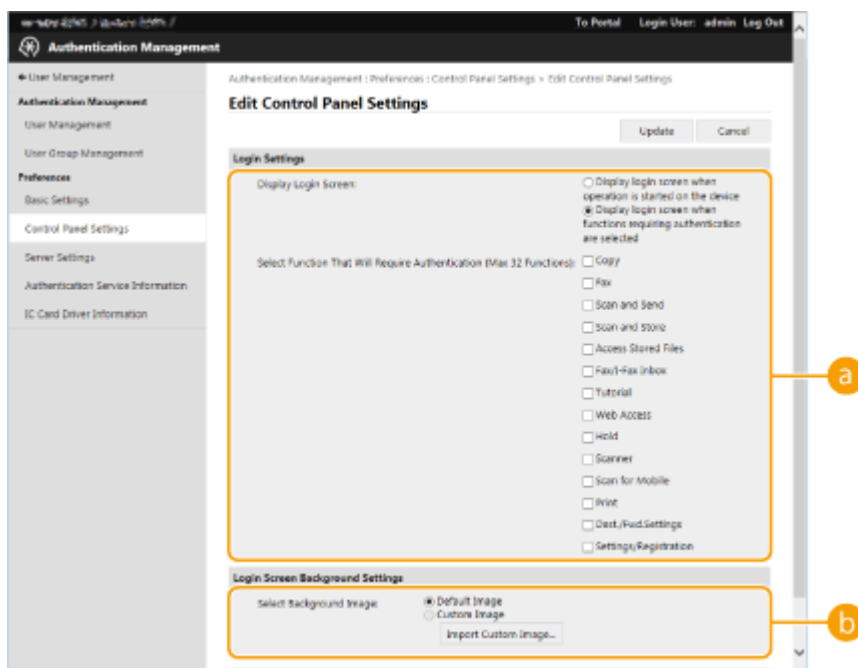 To Portal Login User: admin Log Out
Authentication Management
User Management
Authentication Management
User Management
User Group Management
Preferences
Basic Settings
Control Panel Settings
Server Settings
Authentication Service Information
IC Card Driver Information
Authentication Management : Preferences : Control Panel Settings > Edit Control Panel Settings
Edit Control Panel Settings
Update Cancel
Login Settings
Display Login Screen:
Display login screen when
operation is started on the device
Display login screen when
functions requiring authentication
are selected
Select Function That Will Require Authentication (Max 32 Functions):
Copy
Fax
Scan and Send
Scan and Store
Access Stored Files
Fax/I-Fax Inbox
Tutorial
Web Access
Hold
Scanner
Scan for Mobile
Print
Dest./Fwd.Settings
Settings/Registration
a
Login Screen Background Settings
Select Background Image:
Default Image
Custom Image
Import Custom Image...
b